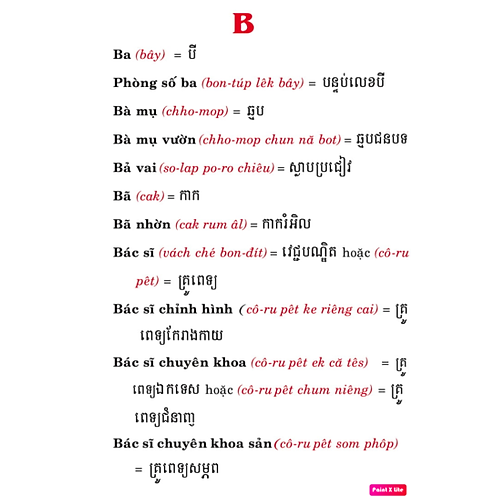 B
Ba (bây) = បី
Phòng số ba (bon-túp lêk bây) = បន្ទប់លេខបី
Bà mụ (chho-mop) = ឆ្មប
Bà mụ vườn (chho-mop chun nă bot) = ឆ្មបជនបទ
Bả vai (so-lap po-ro chiêu) = ស្លាបប្រជៀវ
Bã (cak) = កាក
Bã nhờn (cak rum âl) = កាករំអិល
Bác sĩ (vách ché bon-đít) = វេជ្ជបណ្ឌិត hoặc (cô-ru
pêt) = គ្រូពេទ្យ
Bác sĩ chỉnh hình (cô-ru pêt ke riêng cai) = គ្រូ
ពេទ្យកែរាងកាយ
Bác sĩ chuyên khoa (cô-ru pêt ek că tês) = គ្រូ
ពេទ្យឯកទេស hoặc (cô-ru pêt chum niêng) = គ្រូ
ពេទ្យជំនាញ
Bác sĩ chuyên khoa sản (cô-ru pêt som phôp)
= គ្រូពេទ្យសម្ភព
Paint X lite